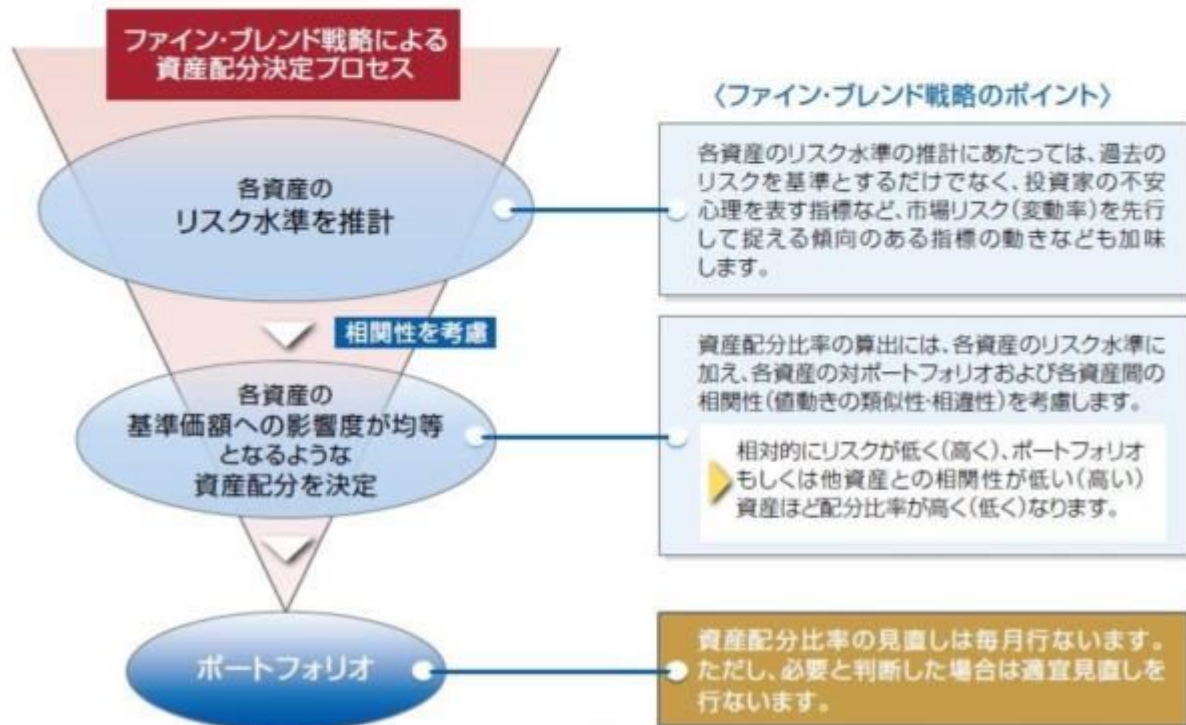 ファイン・ブレンド戦略による
資産配分決定プロセス
各資産の
リスク水準を推計
相関性を考慮
各資産の
基準価額への影響度が均等
となるような
資産配分を決定
ポートフォリオ
〈ファイン・ブレンド戦略のポイント〉
各資産のリスク水準の推計にあたっては、過去の
リスクを基準とするだけでなく、投資家の不安
心理を表す指標など、市場リスク(変動率)を先行
して捉える傾向のある指標の動きなども加味
します。
資産配分比率の算出には、各資産のリスク水準に
加え、各資産の対ポートフォリオおよび各資産間の
相関性(値動きの類似性・相違性)を考慮します。
相対的にリスクが低く(高く)、ポートフォリオ
もしくは他資産との相関性が低い(高い)
資産ほど配分比率が高く(低く)なります。
資産配分比率の見直しは毎月行ないます。
ただし、必要と判断した場合は適宜見直しを
行ないます。